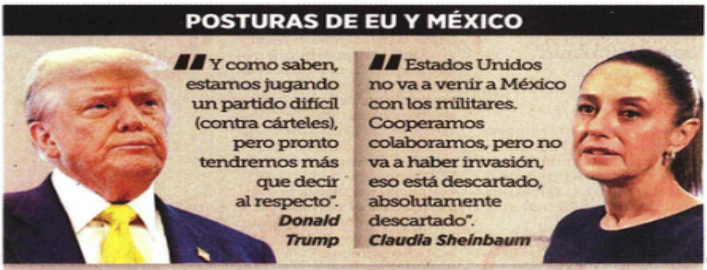 POSTURAS DE EU Y MÉXICO
"Y como saben,
estamos jugando
un partido difícil
(contra cárteles),
pero pronto
tendremos más
que decir
al respecto".
Donald
Trump
"Estados Unidos
no va a venir a México
con los militares.
Cooperamos
colaboramos, pero no
va a haber invasión,
eso está descartado,
absolutamente
descartado".
Claudia Sheinbaum